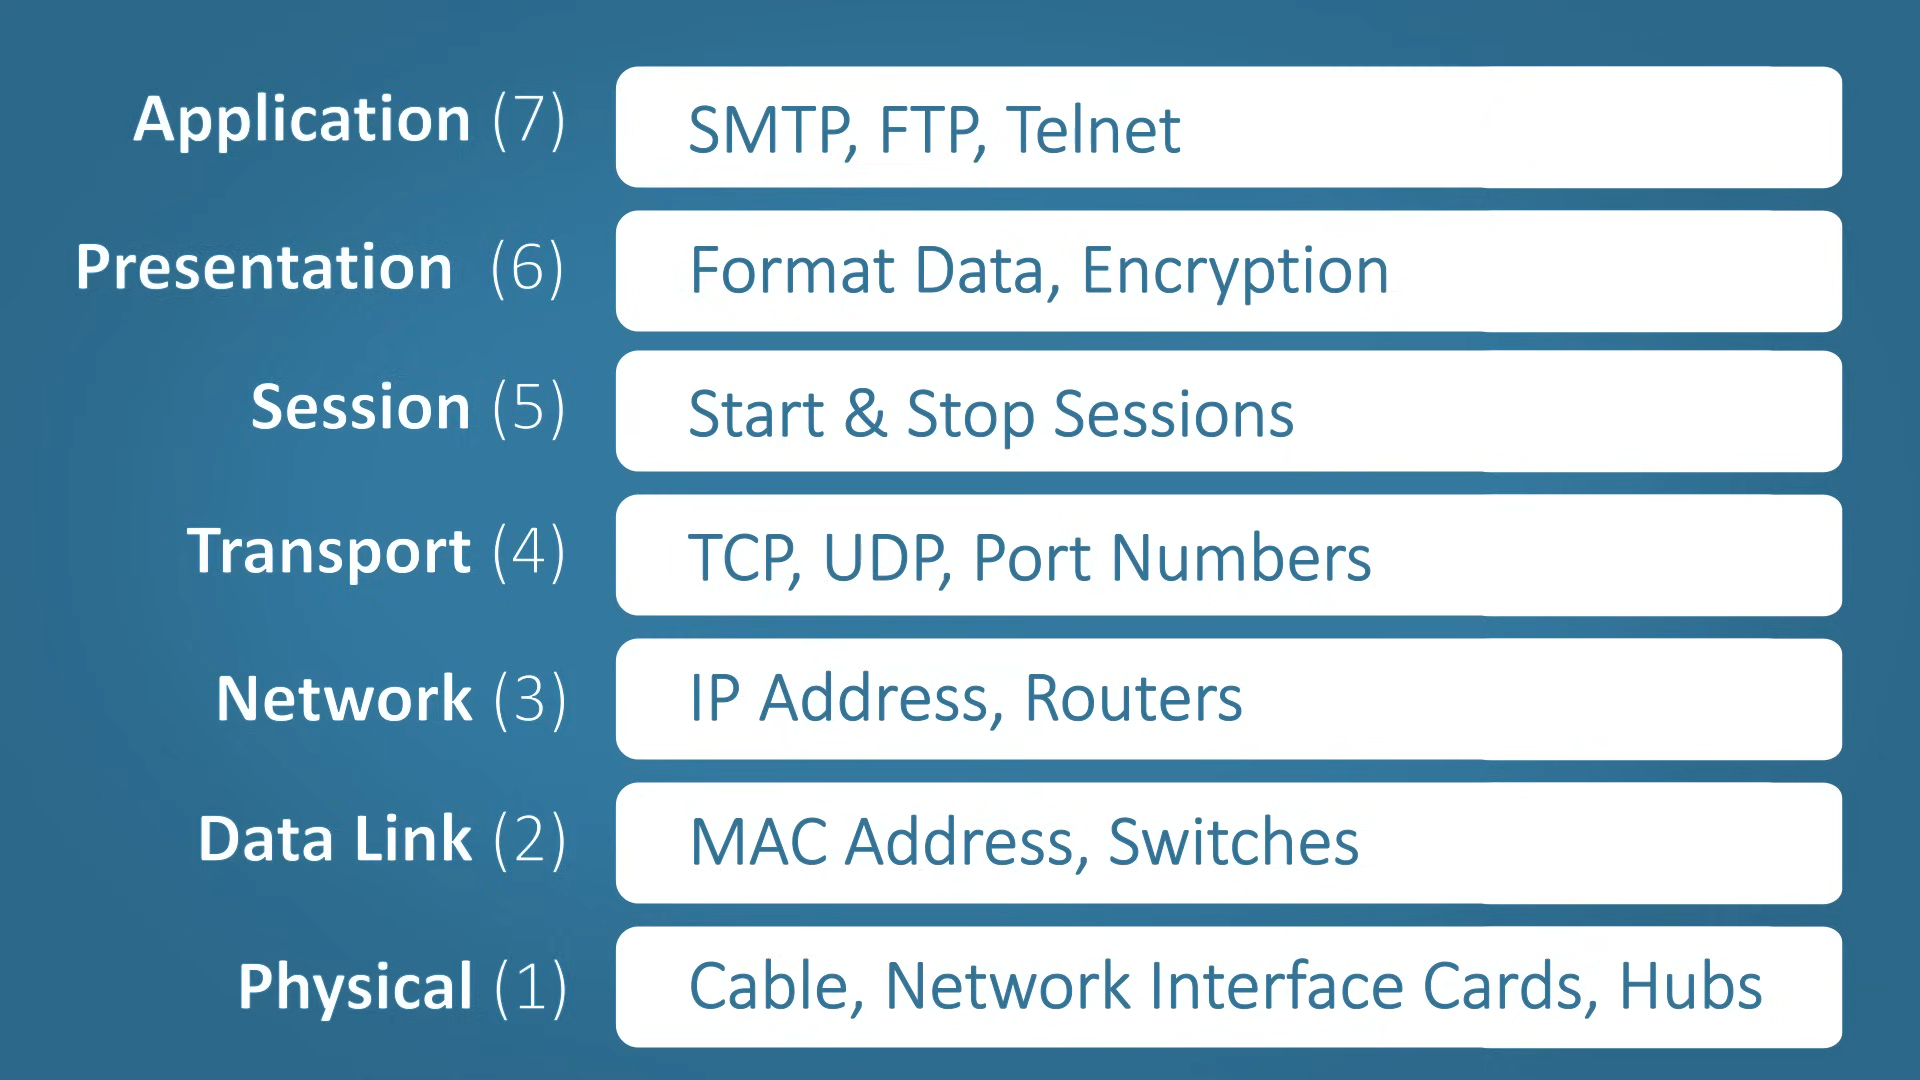 Application (7) SMTP, FTP, Telnet
Presentation (6) Format Data, Encryption
Session (5) Start & Stop Sessions
Transport (4) TCP, UDP, Port Numbers
Network (3) IP Address, Routers
Data Link (2) MAC Address, Switches
Physical (1) Cable, Network Interface Cards, Hubs